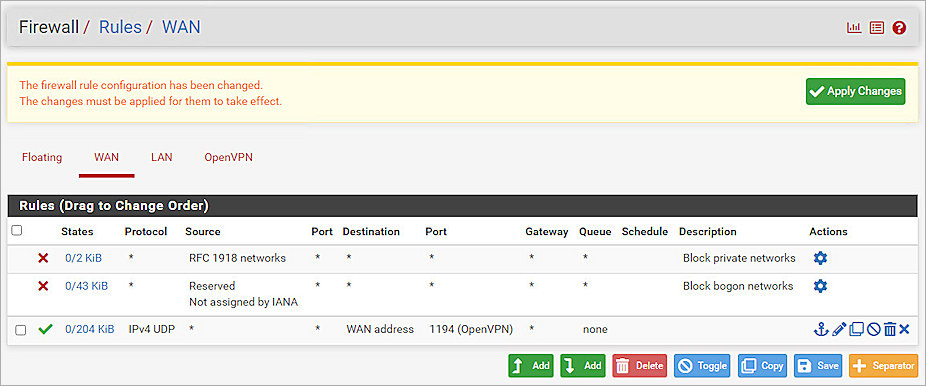 Firewall / Rules / WAN
The firewall rule configuration has been changed.
The changes must be applied for them to take effect.
Apply Changes
Floating WAN LAN OpenVPN
Rules (Drag to Change Order)
States Protocol Source Port Destination Port Gateway Queue Schedule Description Actions
0/2 KiB * RFC 1918 networks * * * * * Block private networks
0/43 KiB * Reserved * * * * * Block bogon networks
Not assigned by IANA
0/204 KiB IPv4 UDP * * WAN address 1194 (OpenVPN) * none
Add Add Delete Toggle Copy Save Separator